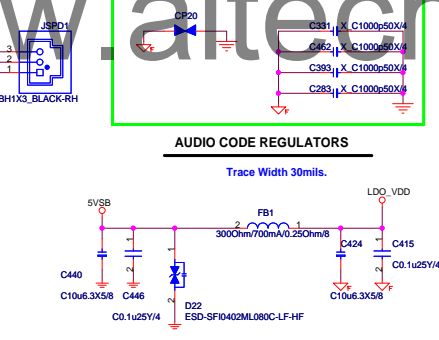 w.altech
JSPD1
3
2
1
BH1X3_BLACK-RH
CP20
F
C331 X_C1000p50X/4
C462 X_C1000p50X/4
C393 X_C1000p50X/4
C283 X_C1000p50X/4
F
AUDIO CODE REGULATORS
Trace Width 30mils.
5VSB
FB1
LDO_VDD
2 1
300Ohm/700mA/0.25Ohm/8
C440
C10u6.3X5/8
1
2
C446
C0.1u25Y/4
1
2
D22
ESD-SFI0402ML080C-LF-HF
C424
C10u6.3X5/8
F
1
2
C415
C0.1u25Y/4
F